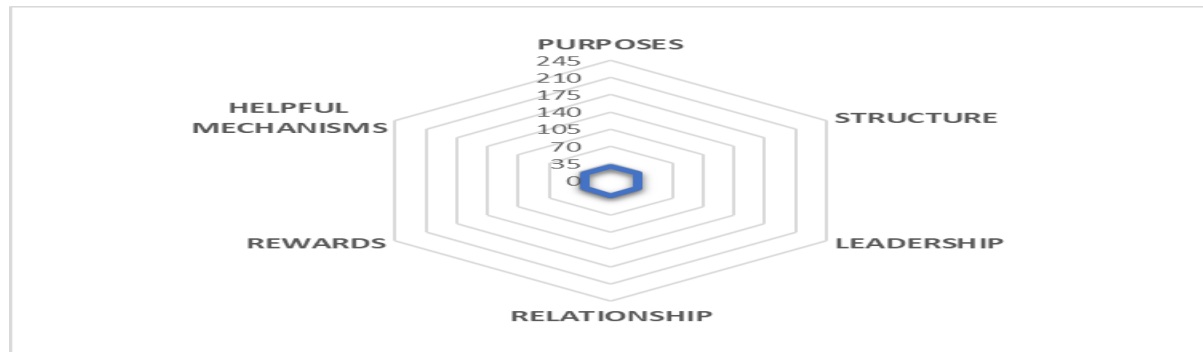 PURPOSES
245
210
175
140
105
70
35
0
HELPFUL
MECHANISMS
STRUCTURE
REWARDS
LEADERSHIP
RELATIONSHIP